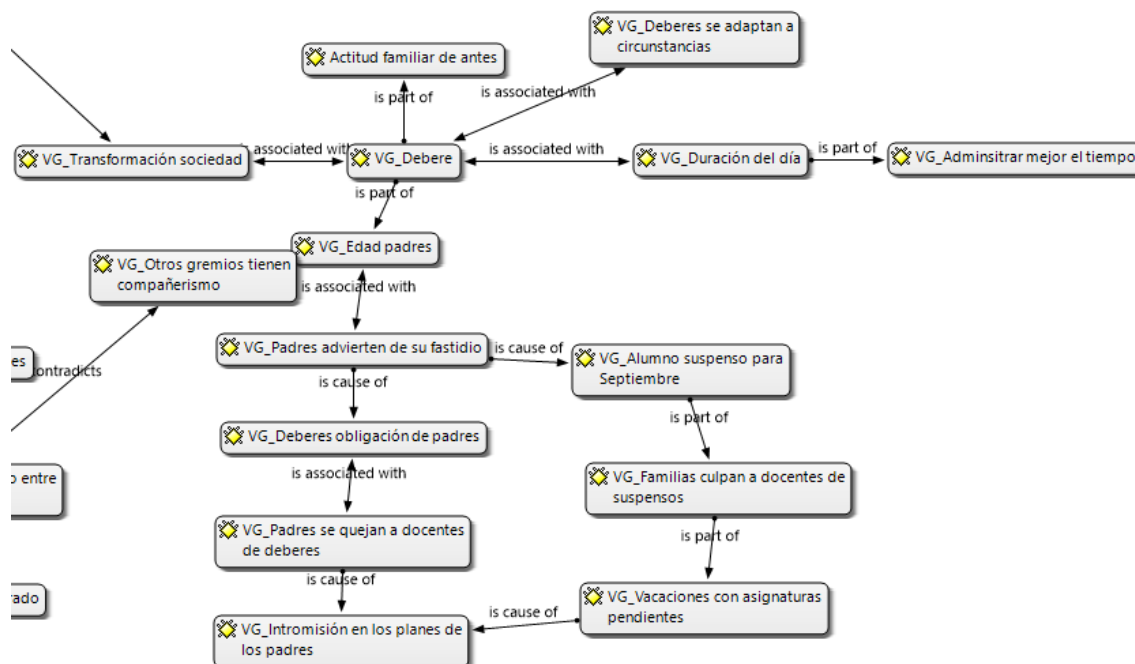 VG_Deberes se adaptan a
circunstancias
Actitud familiar de antes
is part of
is associated with
VG_Transformación sociedad
is associated with
VG_Debere
is associated with
VG_Duración del día
is part of
VG_Adminsitrar mejor el tiempo
is part of
VG_Edad padres
VG_Otros gremios tienen
compañerismo
is associated with
VG_Padres advierten de su fastidio
is cause of
VG_Alumno suspenso para
Septiembre
es
contradicts
is cause of
is part of
VG_Deberes obligación de padres
is associated with
o entre
VG_Familias culpan a docentes de
suspensos
VG_Padres se quejan a docentes
de deberes
is part of
is cause of
rado
VG_Vacaciones con asignaturas
pendientes
is cause of
VG_Intromisión en los planes de
los padres